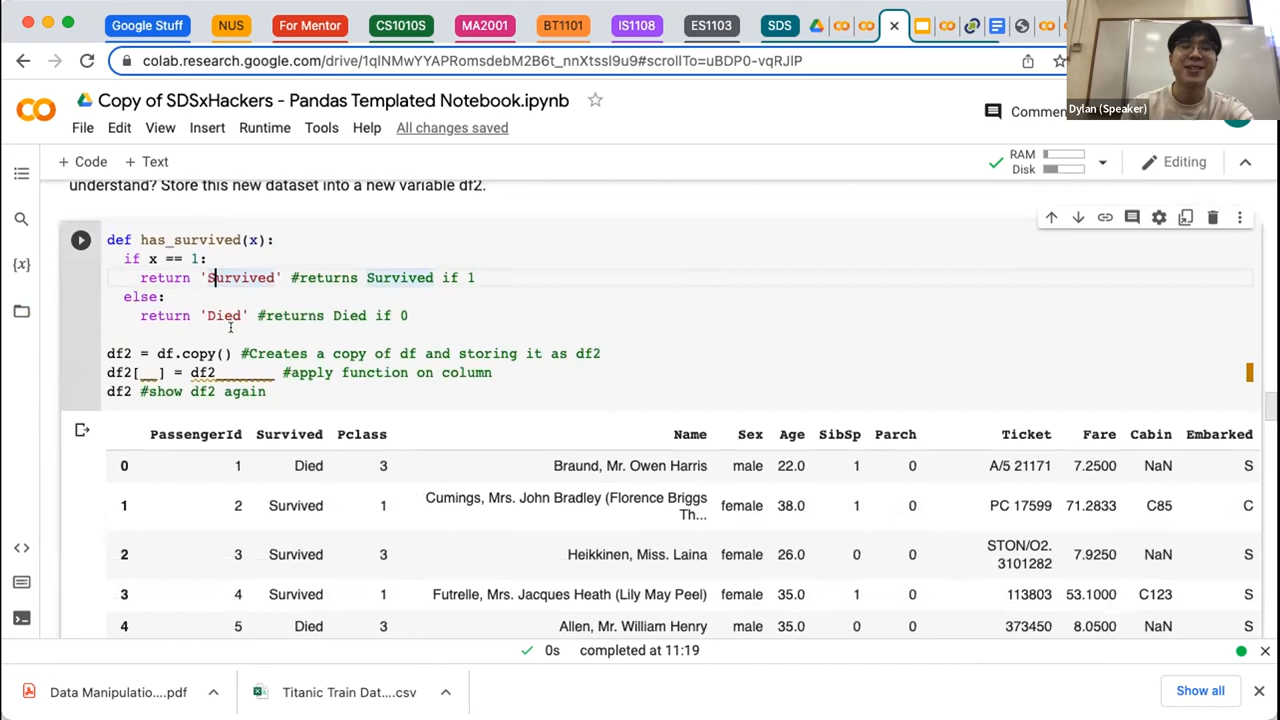 Google Stuff NUS For Mentor CS1010S MA2001 BT1101 IS1108 ES1103 SDS
colab.research.google.com/drive/1qlNMwYYAPRomsdebM2B6t_nnXtssl9u9#scrollTo=uBDP0-vqRJlP
Copy of SDSxHackers - Pandas Templated Notebook.ipynb
Dylan (Speaker)
File Edit View Insert Runtime Tools Help All changes saved
Commen
+ Code + Text
RAM
Disk
Editing
understand? Store this new dataset into a new variable df2.
def has_survived(x):
if x == 1:
return 'Survived' #returns Survived if 1
else:
return 'Died' #returns Died if 0
df2 = df.copy() #Creates a copy of df and storing it as df2
df2[__] = df2_______ #apply function on column
df2 #show df2 again
PassengerId Survived Pclass Name Sex Age SibSp Parch Ticket Fare Cabin Embarked
0 1 Died 3 Braund, Mr. Owen Harris male 22.0 1 0 A/5 21171 7.2500 NaN S
1 2 Survived 1 Cumings, Mrs. John Bradley (Florence Briggs Th... female 38.0 1 0 PC 17599 71.2833 C85 C
2 3 Survived 3 Heikkinen, Miss. Laina female 26.0 0 0 STON/O2. 3101282 7.9250 NaN S
3 4 Survived 1 Futrelle, Mrs. Jacques Heath (Lily May Peel) female 35.0 1 0 113803 53.1000 C123 S
4 5 Died 3 Allen, Mr. William Henry male 35.0 0 0 373450 8.0500 NaN S
0s completed at 11:19
Data Manipulatio....pdf Titanic Train Dat....csv Show all